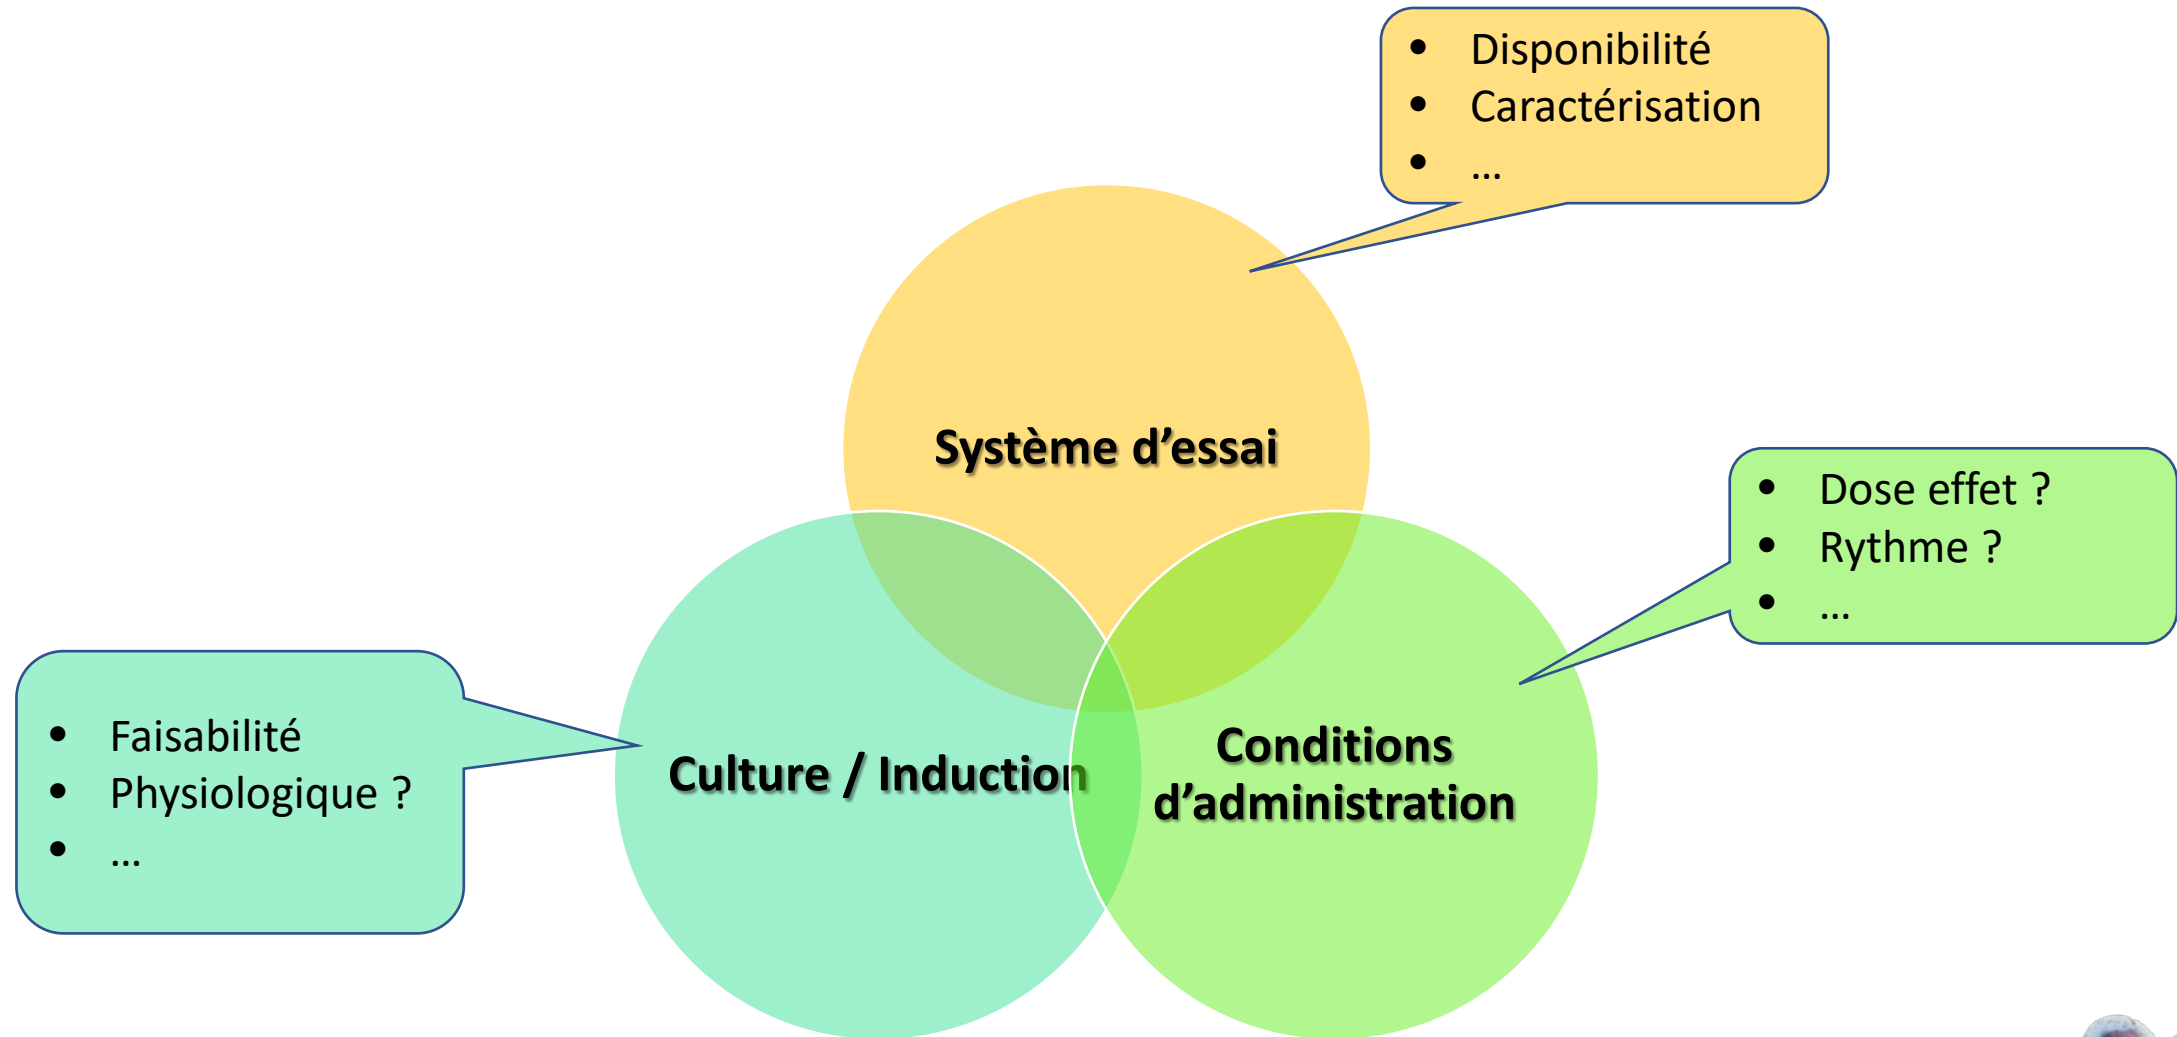 • Disponibilité
• Caractérisation
• ...
Système d’essai
• Dose effet ?
• Rythme ?
• ...
• Faisabilité
• Physiologique ?
• ...
Culture / Induction
Conditions
d’administration